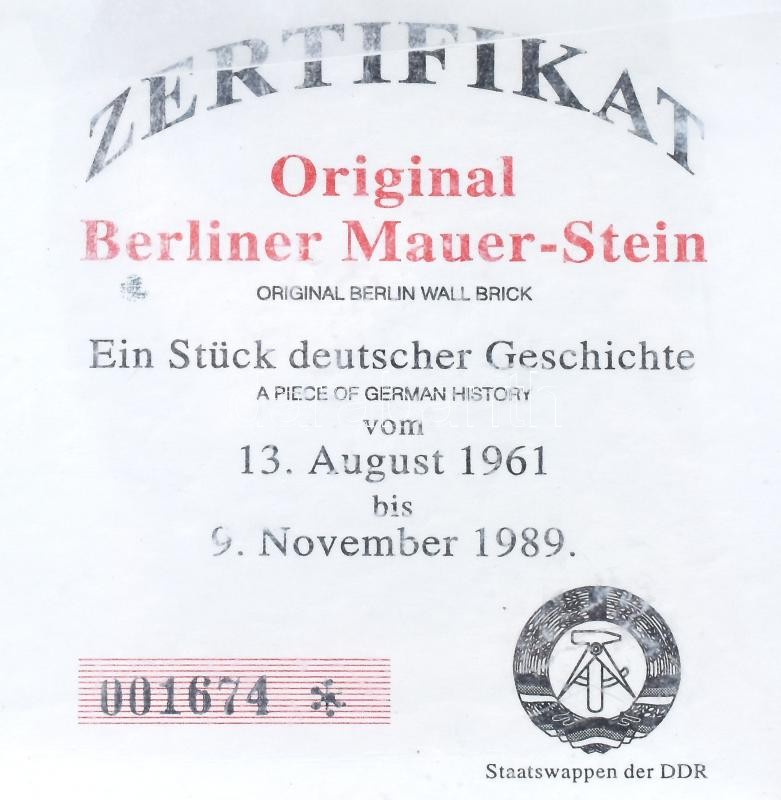 ZERTIFIKAT
Original
Berliner Mauer-Stein
ORIGINAL BERLIN WALL BRICK
Ein Stück deutscher Geschichte
A PIECE OF GERMAN HISTORY
vom
13. August 1961
bis
9. November 1989.
001674 *
Staatswappen der DDR